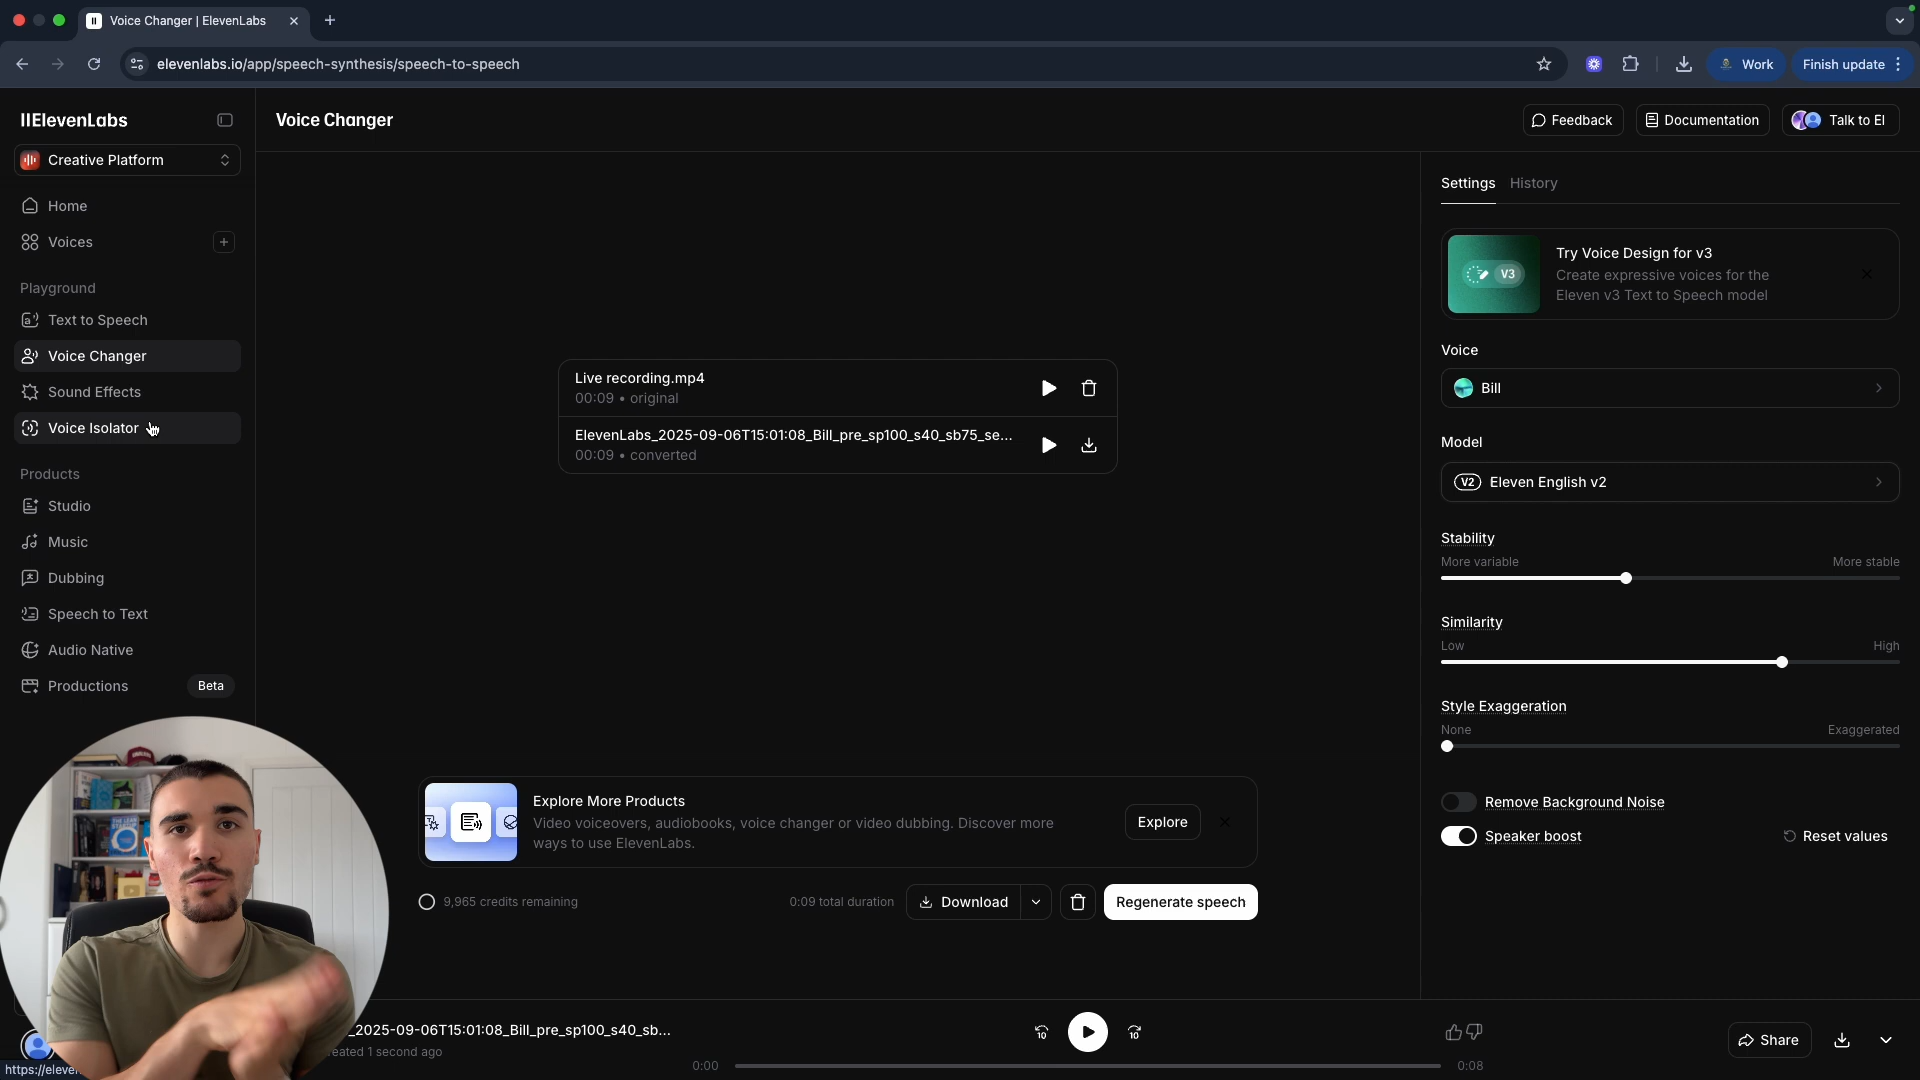 Voice Changer | ElevenLabs
elevenlabs.io/app/speech-synthesis/speech-to-speech
Work
Finish update
IIElevenLabs
Voice Changer
Feedback
Documentation
Talk to El
Creative Platform
Home
Voices
Playground
Text to Speech
Voice Changer
Sound Effects
Voice Isolator
Products
Studio
Music
Dubbing
Speech to Text
Audio Native
Productions
Beta
Live recording.mp4
00:09 • original
ElevenLabs_2025-09-06T15:01:08_Bill_pre_sp100_s40_sb75_se...
00:09 • converted
Explore More Products
Video voiceovers, audiobooks, voice changer or video dubbing. Discover more
ways to use ElevenLabs.
Explore
9,965 credits remaining
0:09 total duration
Download
Regenerate speech
Settings
History
V3
Try Voice Design for v3
Create expressive voices for the
Eleven v3 Text to Speech model
Voice
Bill
Model
V2
Eleven English v2
Stability
More variable
More stable
Similarity
Low
High
Style Exaggeration
None
Exaggerated
Remove Background Noise
Speaker boost
Reset values
_2025-09-06T15:01:08_Bill_pre_sp100_s40_sb...
eated 1 second ago
10
10
0:00
0:08
Share
https://eleve